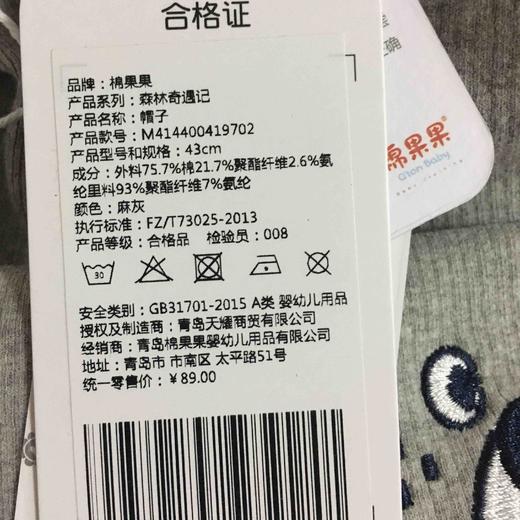 合格证
品牌：棉果果
产品系列：森林奇遇记
产品名称：帽子
产品款号：M414400419702
产品型号和规格：43cm
成分：外料75.7%棉21.7%聚酯纤维2.6%氨
纶里料93%聚酯纤维7%氨纶
颜色：麻灰
执行标准：FZ/T73025-2013
产品等级：合格品 检验员：008
30
安全类别：GB31701-2015 A类 婴幼儿用品
授权及制造商：青岛天燿商贸有限公司
经销商：青岛棉果果婴幼儿用品有限公司
地址：青岛市 市南区 太平路51号
统一零售价：￥89.00
正确
棉果果
G'ton Baby